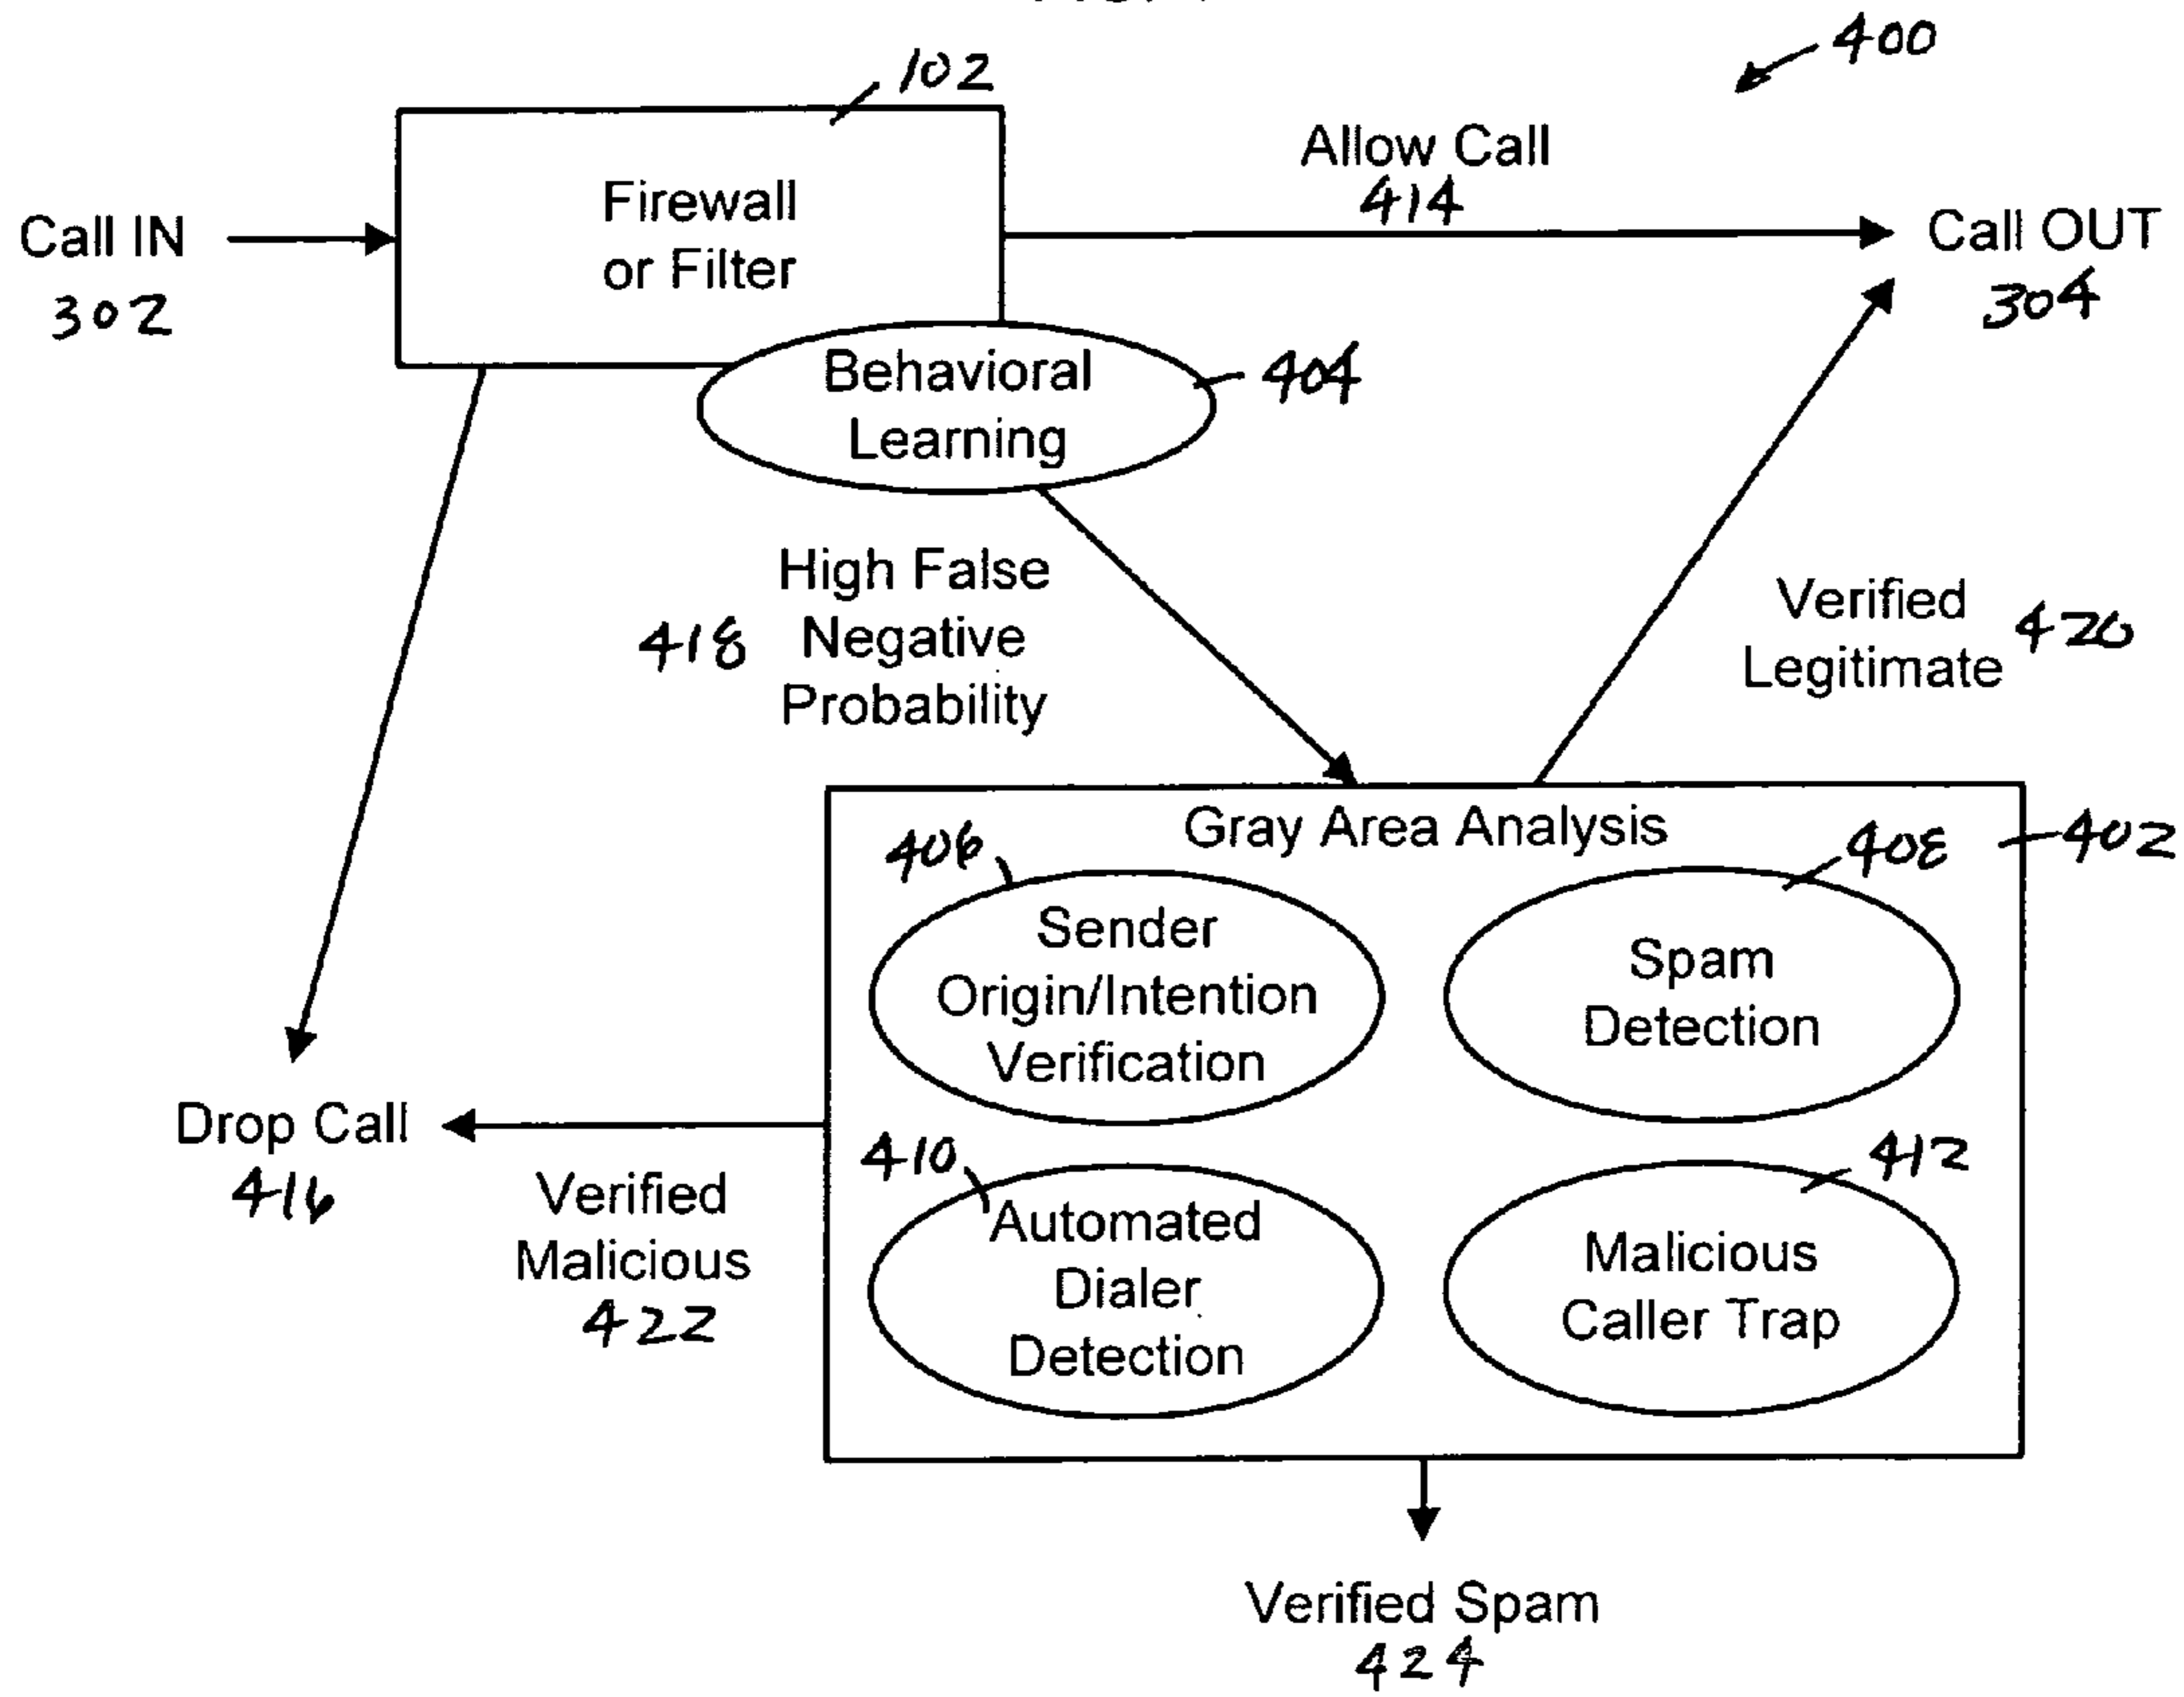 400
102
Allow Call
414
Call IN
302
Firewall
or Filter
Call OUT
304
Behavioral
Learning
404
High False
Negative
Probability
418
Verified
Legitimate
420
Gray Area Analysis
402
406
Sender
Origin/Intention
Verification
408
Spam
Detection
Drop Call
416
Verified
Malicious
422
410
Automated
Dialer
Detection
412
Malicious
Caller Trap
Verified Spam
424